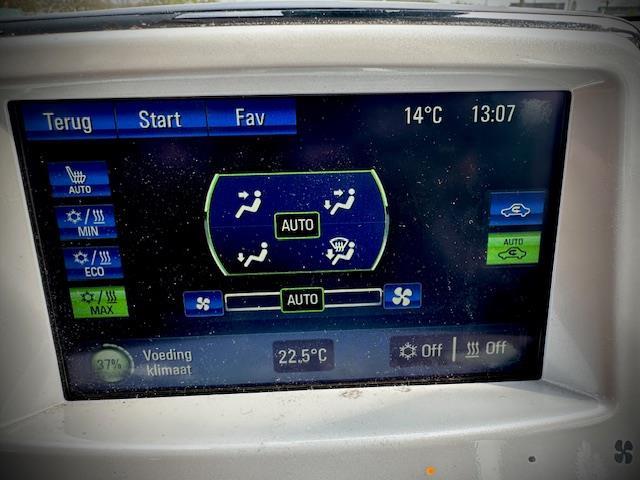 Terug Start Fav 14°C 13:07
AUTO
MIN
ECO
MAX
AUTO
AUTO
AUTO
37% Voeding klimaat 22.5°C Off Off